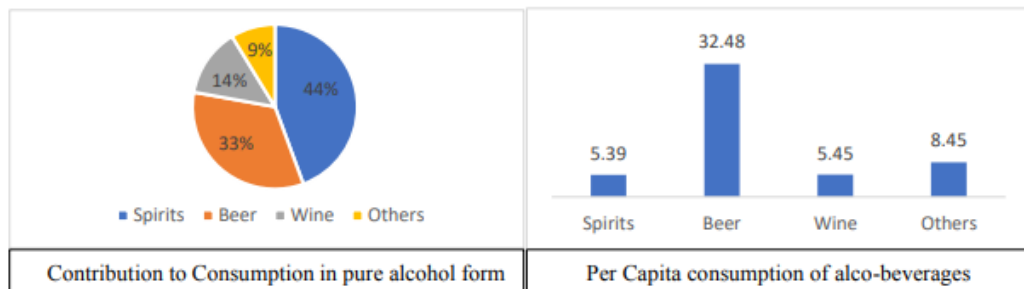 9%
14%
44%
33%
Spirits Beer Wine Others
Contribution to Consumption in pure alcohol form
32.48
8.45
5.39
5.45
Spirits Beer Wine Others
Per Capita consumption of alco-beverages